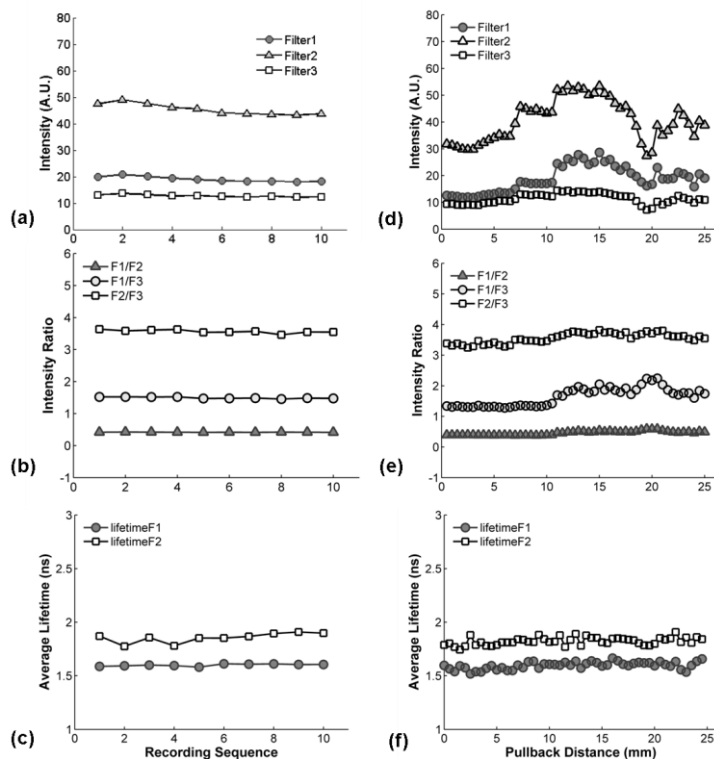 (a)
Intensity (A.U.)
80
70
60
50
40
30
20
10
0
Filter1
Filter2
Filter3
0 2 4 6 8 10
(d)
Intensity (A.U.)
80
70
60
50
40
30
20
10
0
Filter1
Filter2
Filter3
0 5 10 15 20 25
(b)
Intensity Ratio
6
5
4
3
2
1
0
-1
F1/F2
F1/F3
F2/F3
0 2 4 6 8 10
(e)
Intensity Ratio
6
5
4
3
2
1
0
-1
F1/F2
F1/F3
F2/F3
0 5 10 15 20 25
(c)
Average Lifetime (ns)
3
2.5
2
1.5
1
lifetimeF1
lifetimeF2
0 2 4 6 8 10
Recording Sequence
(f)
Average Lifetime (ns)
3
2.5
2
1.5
1
lifetimeF1
lifetimeF2
0 5 10 15 20 25
Pullback Distance (mm)